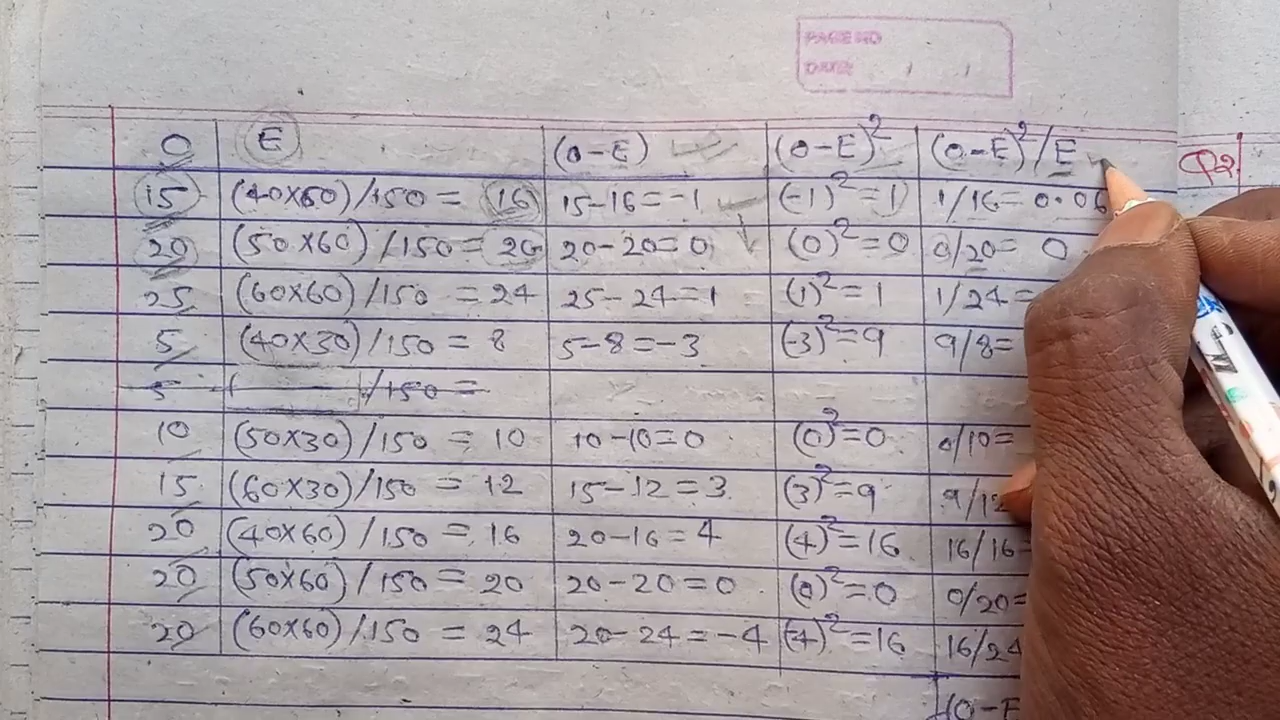 PAGE NO
DATE: / /
O E (O-E) (O-E)² (O-E)²/E
Q2.
15 (40x60)/150 = 16 15-16=-1 (-1)²=1 1/16=0.06
20 (50x60)/150=20 20-20=0 (0)²=0 0/20= 0
25 (60x60)/150 = 24 25-24=1 (1)²=1 1/24=
5 (40x30)/150= 8 5-8=-3 (-3)²=9 9/8=
5 ( )/150 =
10 (50x30)/150 = 10 10-10=0 (0)²=0 0/10=
15 (60x30)/150 = 12 15-12=3 (3)²=9 9/12
20 (40x60)/150 = 16 20-16=4 (4)²=16 16/16=
20 (50x60)/150= 20 20-20=0 (0)²=0 0/20=
20 (60x60)/150 = 24 20-24=-4 (-4)²=16 16/24
(O-E